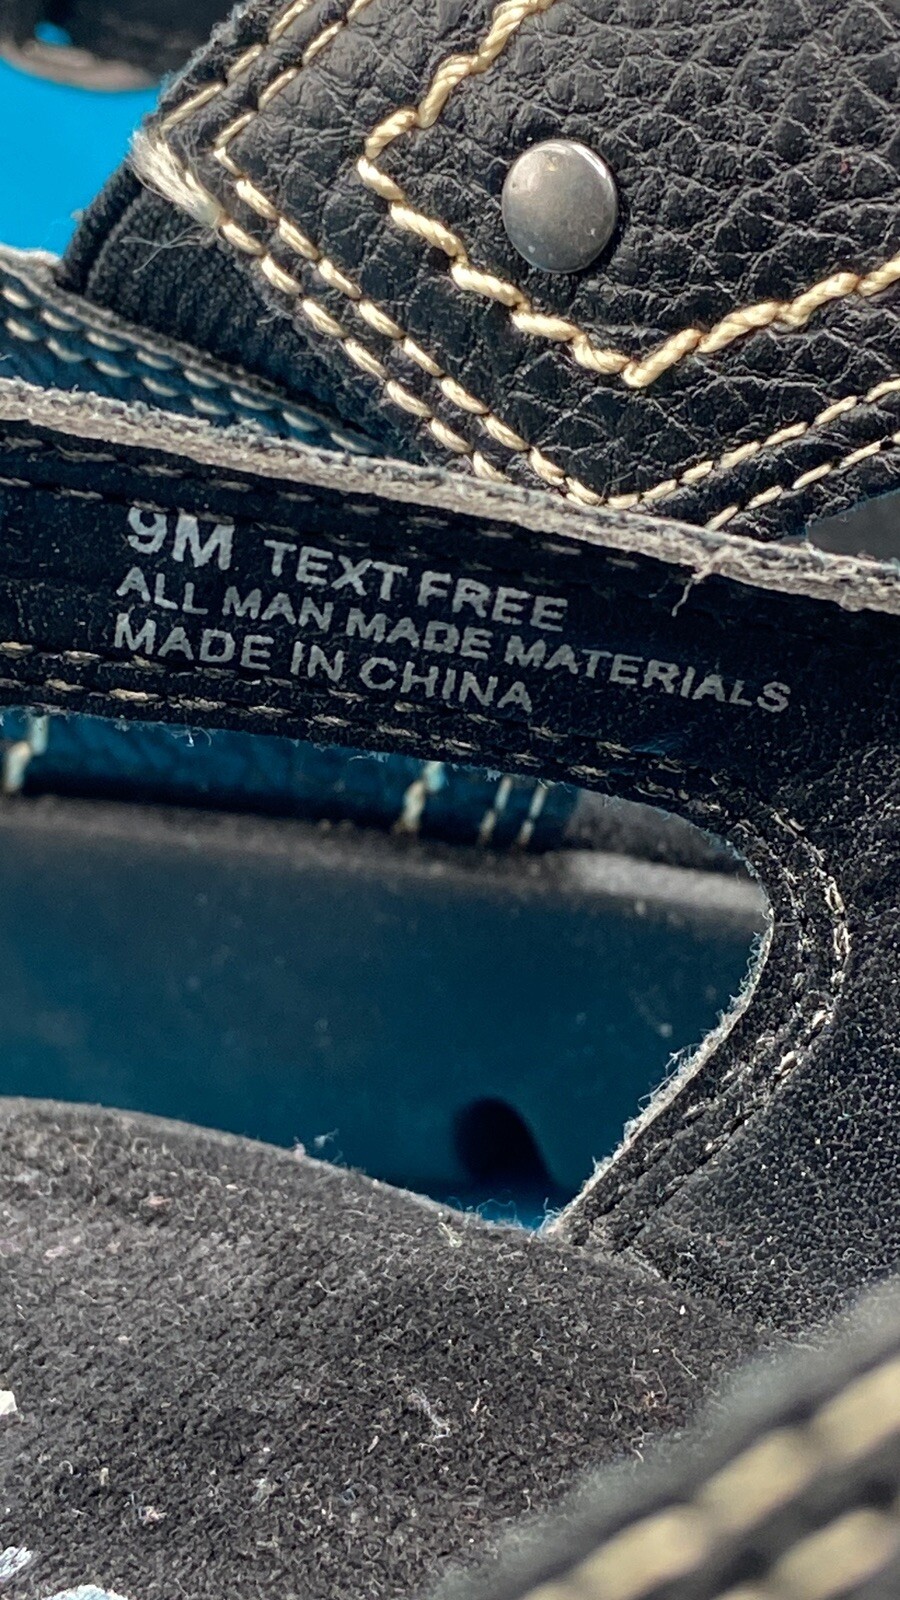 9M TEXT FREE
ALL MAN MADE MATERIALS
MADE IN CHINA